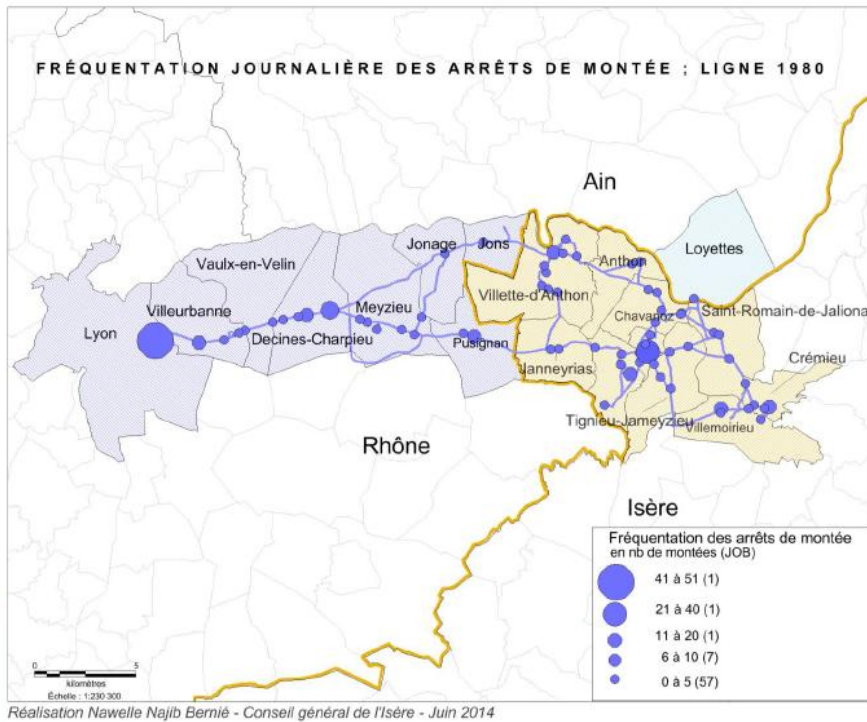 FRÉQUENTATION JOURNALIÈRE DES ARRÊTS DE MONTÉE : LIGNE 1980
Ain
Jonage
Jons
Anthon
Loyettes
Vaulx-en-Velin
Villette-d'Anthon
Villeurbanne
Meyzieu
Chavanoz
Saint-Romain-de-Jaliona
Lyon
Decines-Charpieu
Pusignan
Janneyrias
Crémieu
Tignieu-Jameyzieu
Villemoirieu
Rhône
Isère
Fréquentation des arrêts de montée
en nb de montées (JOB)
41 à 51 (1)
21 à 40 (1)
11 à 20 (1)
6 à 10 (7)
0 à 5 (57)
0 5
kilomètres
Échelle : 1:230 300
Réalisation Nawelle Najib Bernié - Conseil général de l'Isère - Juin 2014